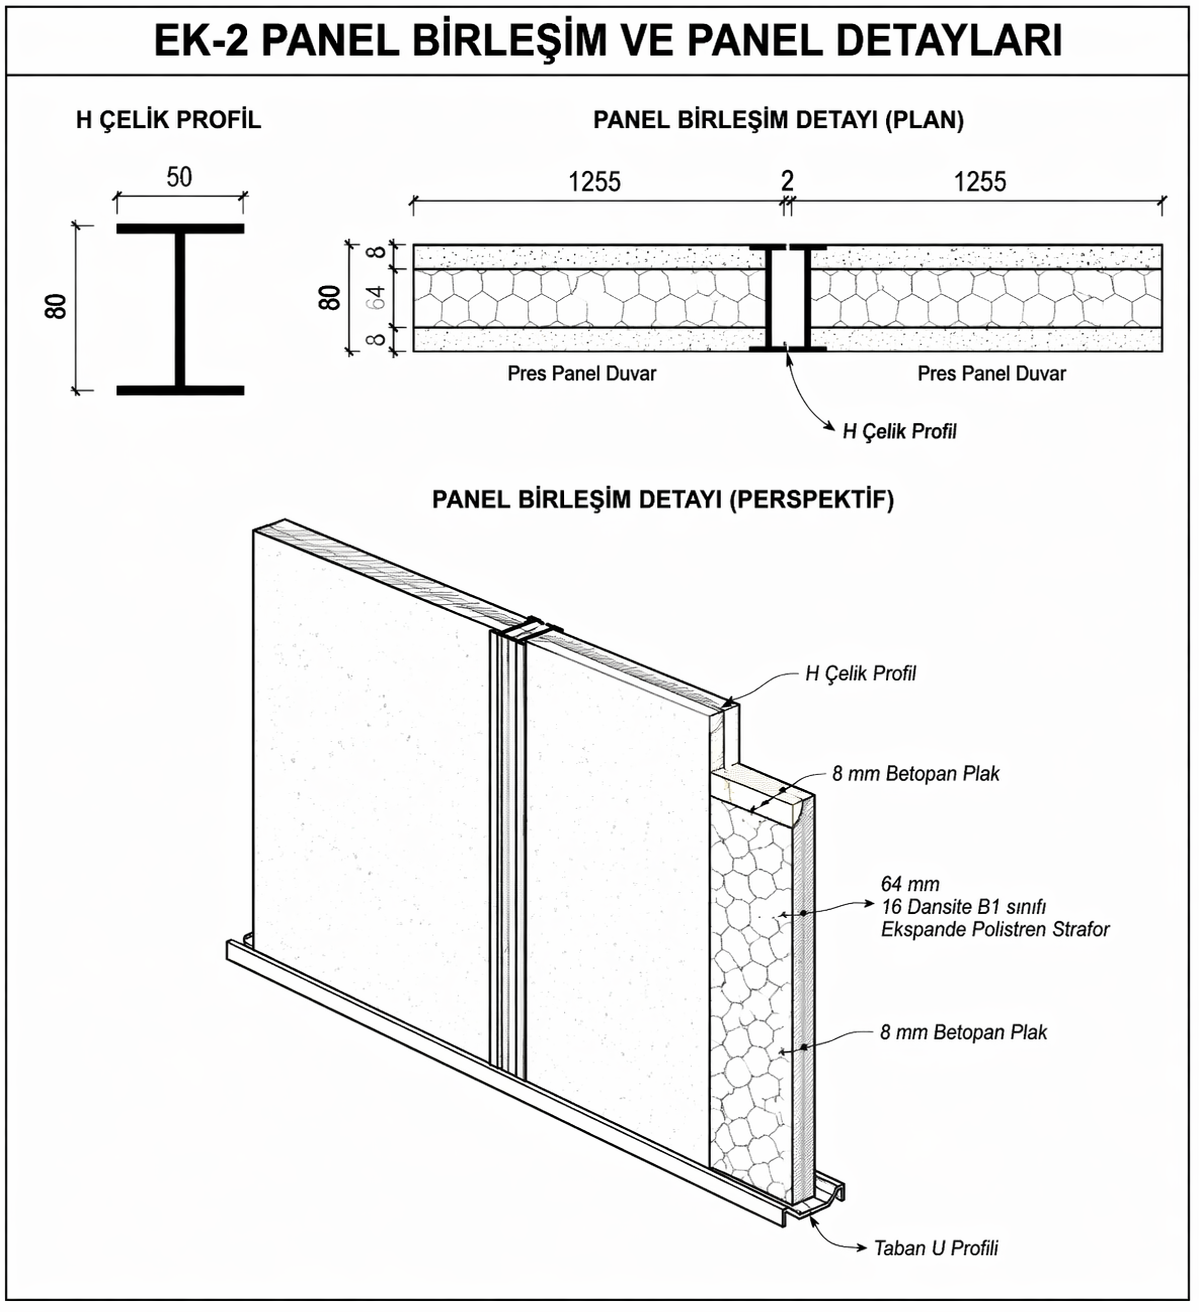 EK-2 PANEL BİRLEŞİM VE PANEL DETAYLARI
H ÇELİK PROFİL
PANEL BİRLEŞİM DETAYI (PLAN)
50
80
1255
2
1255
80
8
64
8
Pres Panel Duvar
Pres Panel Duvar
H Çelik Profil
PANEL BİRLEŞİM DETAYI (PERSPEKTİF)
H Çelik Profil
8 mm Betopan Plak
64 mm
16 Dansite B1 sınıfı
Ekspande Polistren Strafor
8 mm Betopan Plak
Taban U Profili